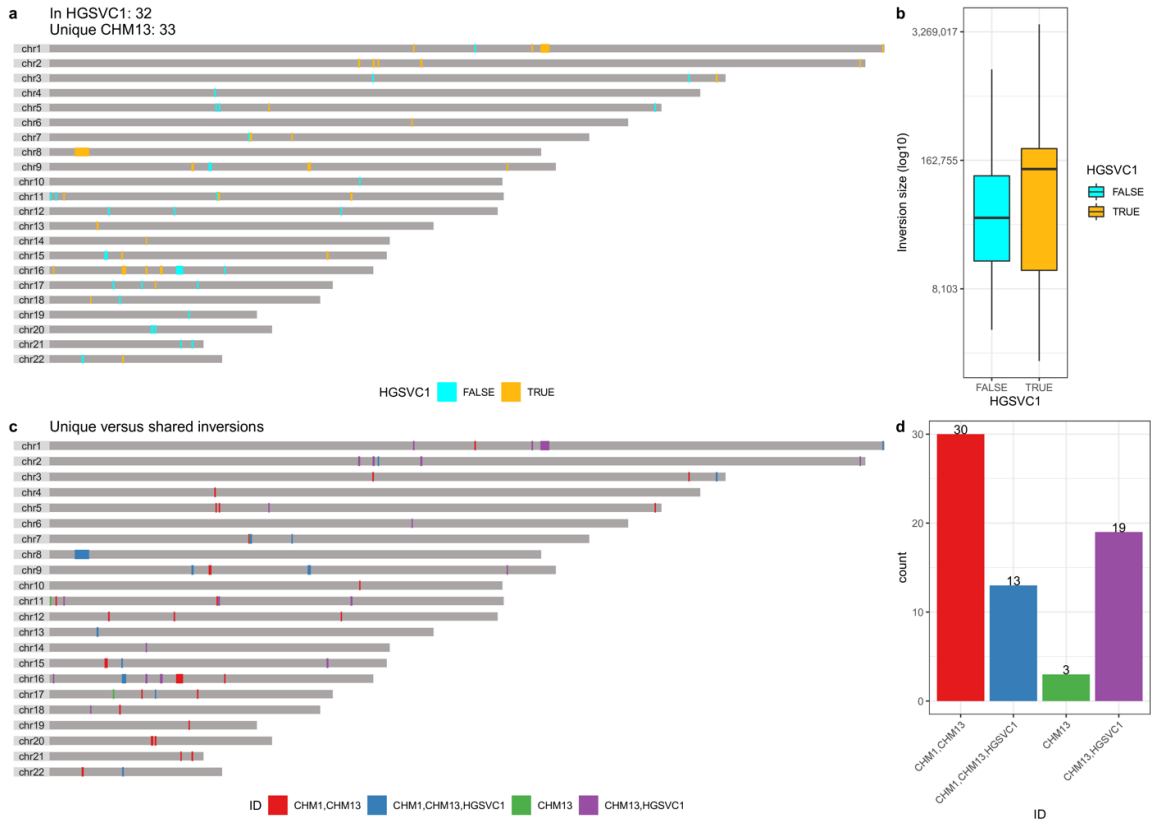 a
In HGSVC1: 32
Unique CHM13: 33
chr1
chr2
chr3
chr4
chr5
chr6
chr7
chr8
chr9
chr10
chr11
chr12
chr13
chr14
chr15
chr16
chr17
chr18
chr19
chr20
chr21
chr22
HGSVC1 FALSE TRUE
b
3,269,017
162,755
8,103
Inversion size (log10)
FALSE TRUE
HGSVC1
HGSVC1
FALSE
TRUE
c Unique versus shared inversions
chr1
chr2
chr3
chr4
chr5
chr6
chr7
chr8
chr9
chr10
chr11
chr12
chr13
chr14
chr15
chr16
chr17
chr18
chr19
chr20
chr21
chr22
ID CHM1,CHM13 CHM1,CHM13,HGSVC1 CHM13 CHM13,HGSVC1
d
30
20
10
0
count
30
13
3
19
CHM1,CHM13
CHM1,CHM13,HGSVC1
CHM13
CHM13,HGSVC1
ID